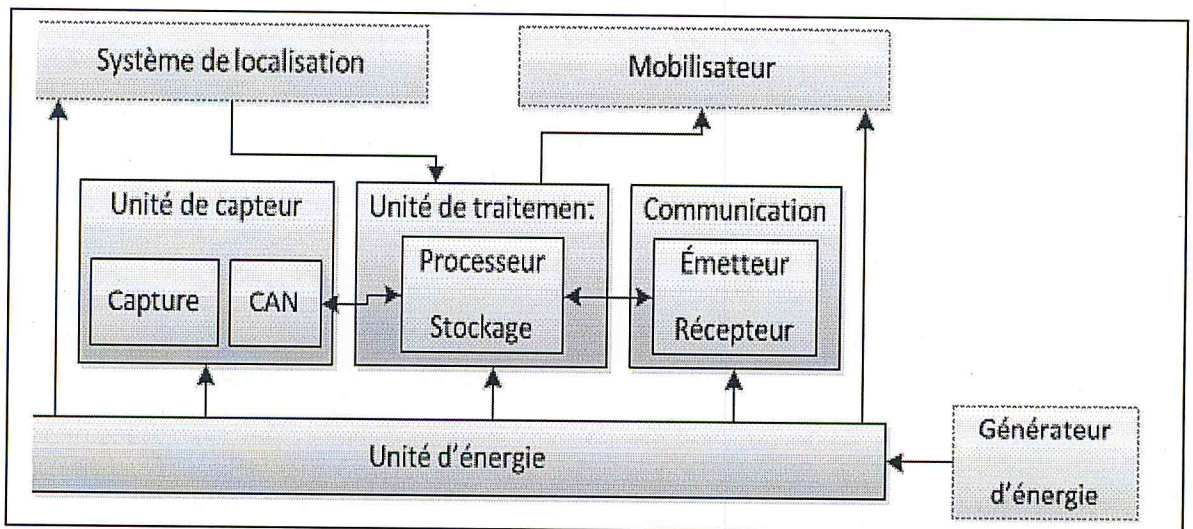 Système de localisation
Mobilisateur
Unité de capteur
Unité de traitement
Communication
Capture
CAN
Processeur
Stockage
Émetteur
Récepteur
Unité d'énergie
Générateur
d'énergie